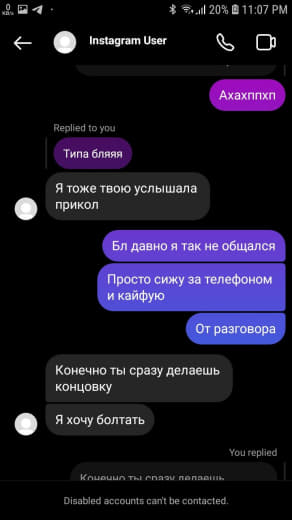 0
KB/s
20% 11:07 PM
Instagram User
Ахахппхп
Replied to you
Типа бляяя
Я тоже твою услышала
прикол
Бл давно я так не общался
Просто сижу за телефоном
и кайфую
От разговора
Конечно ты сразу делаешь
концовку
Я хочу болтать
You replied
Конечно ты сразу делаешь
Disabled accounts can't be contacted.